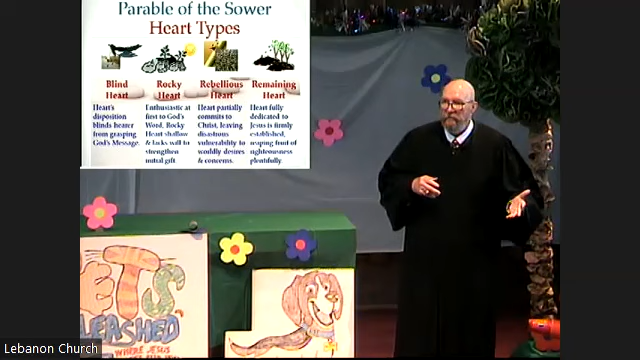 Parable of the Sower
Heart Types
Blind
Heart
Heart's
disposition
blinds hearer
from grasping
God's Message.
Rocky
Heart
Enthusiastic at
first to God's
Word, Rocky
Heart shallow
& lacks will to
strengthen
initial gift.
Rebellious
Heart
Heart partially
commits to
Christ, leaving
disastrous
vulnerability to
worldly desires
& concerns.
Remaining
Heart
Heart fully
dedicated to
Jesus is firmly
established,
reaping fruit of
righteousness
plentifully.
ETS
LEASHED
WHERE JESUS
Lebanon Church